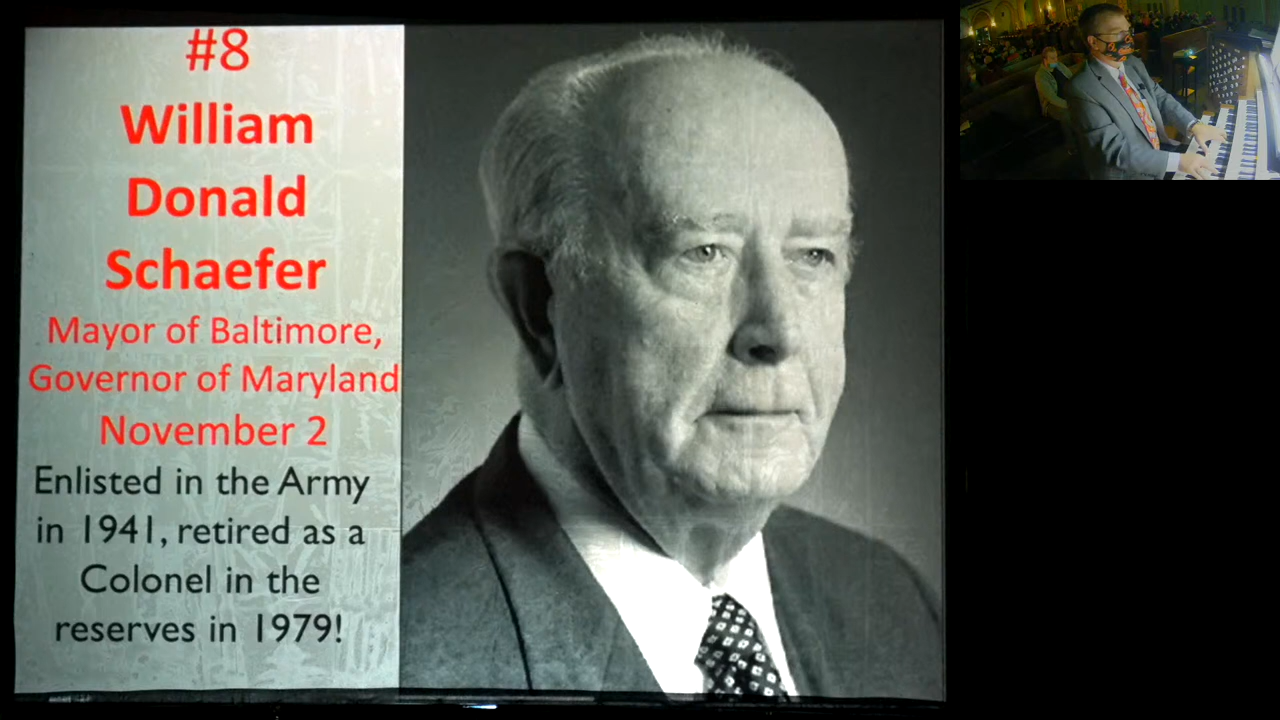 #8
William
Donald
Schaefer
Mayor of Baltimore,
Governor of Maryland
November 2
Enlisted in the Army
in 1941, retired as a
Colonel in the
reserves in 1979!